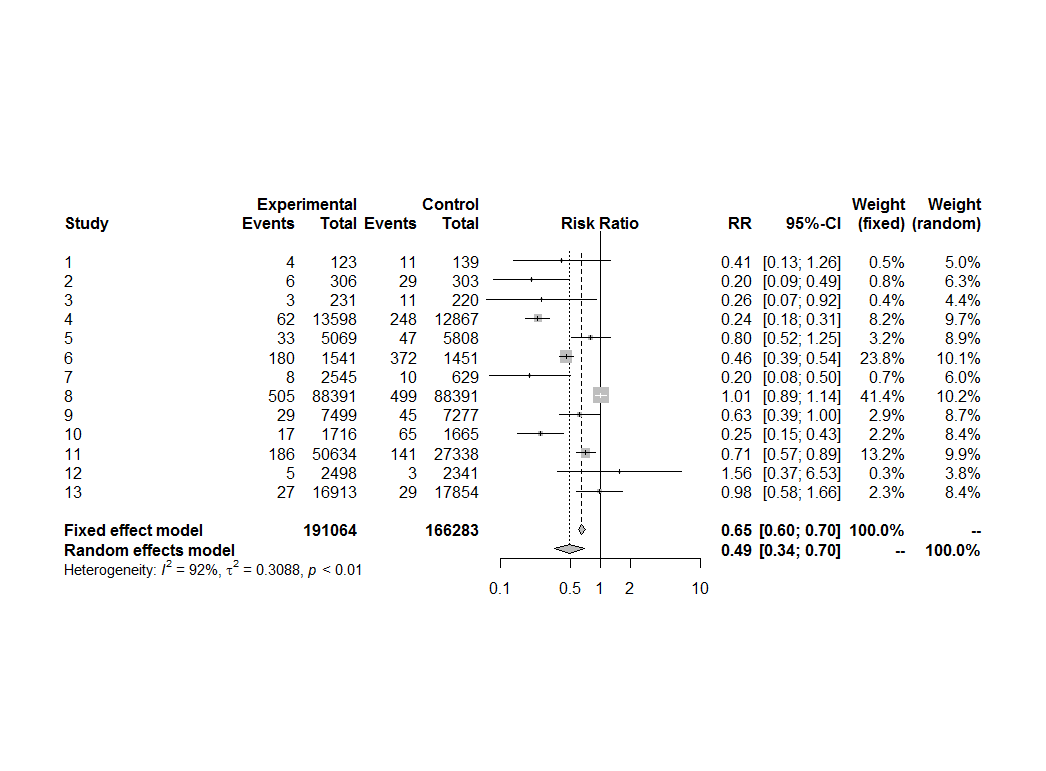 Experimental Control Weight Weight
Study Events Total Events Total Risk Ratio RR 95%-CI (fixed) (random)
1 4 123 11 139 0.41 [0.13; 1.26] 0.5% 5.0%
2 6 306 29 303 0.20 [0.09; 0.49] 0.8% 6.3%
3 3 231 11 220 0.26 [0.07; 0.92] 0.4% 4.4%
4 62 13598 248 12867 0.24 [0.18; 0.31] 8.2% 9.7%
5 33 5069 47 5808 0.80 [0.52; 1.25] 3.2% 8.9%
6 180 1541 372 1451 0.46 [0.39; 0.54] 23.8% 10.1%
7 8 2545 10 629 0.20 [0.08; 0.50] 0.7% 6.0%
8 505 88391 499 88391 1.01 [0.89; 1.14] 41.4% 10.2%
9 29 7499 45 7277 0.63 [0.39; 1.00] 2.9% 8.7%
10 17 1716 65 1665 0.25 [0.15; 0.43] 2.2% 8.4%
11 186 50634 141 27338 0.71 [0.57; 0.89] 13.2% 9.9%
12 5 2498 3 2341 1.56 [0.37; 6.53] 0.3% 3.8%
13 27 16913 29 17854 0.98 [0.58; 1.66] 2.3% 8.4%
Fixed effect model 191064 166283 0.65 [0.60; 0.70] 100.0% --
Random effects model 0.49 [0.34; 0.70] -- 100.0%
Heterogeneity: I² = 92%, τ² = 0.3088, p < 0.01
0.1 0.5 1 2 10